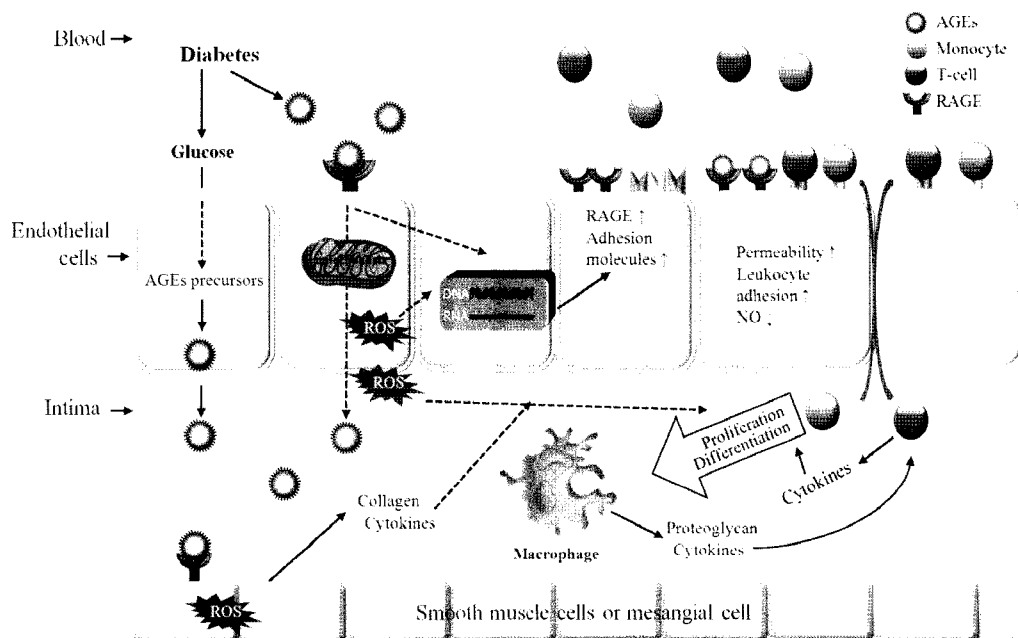 Blood
Diabetes
AGEs
Monocyte
T-cell
RAGE
Glucose
Endothelial
cells
AGEs precursors
DNA
RNA
ROS
ROS
RAGE ↑
Adhesion
molecules ↑
Permeability ↑
Leukocyte
adhesion ↑
NO ↓
Intima
Proliferation
Differentiation
Cytokines
Collagen
Cytokines
Macrophage
Proteoglycan
Cytokines
ROS
Smooth muscle cells or mesangial cell